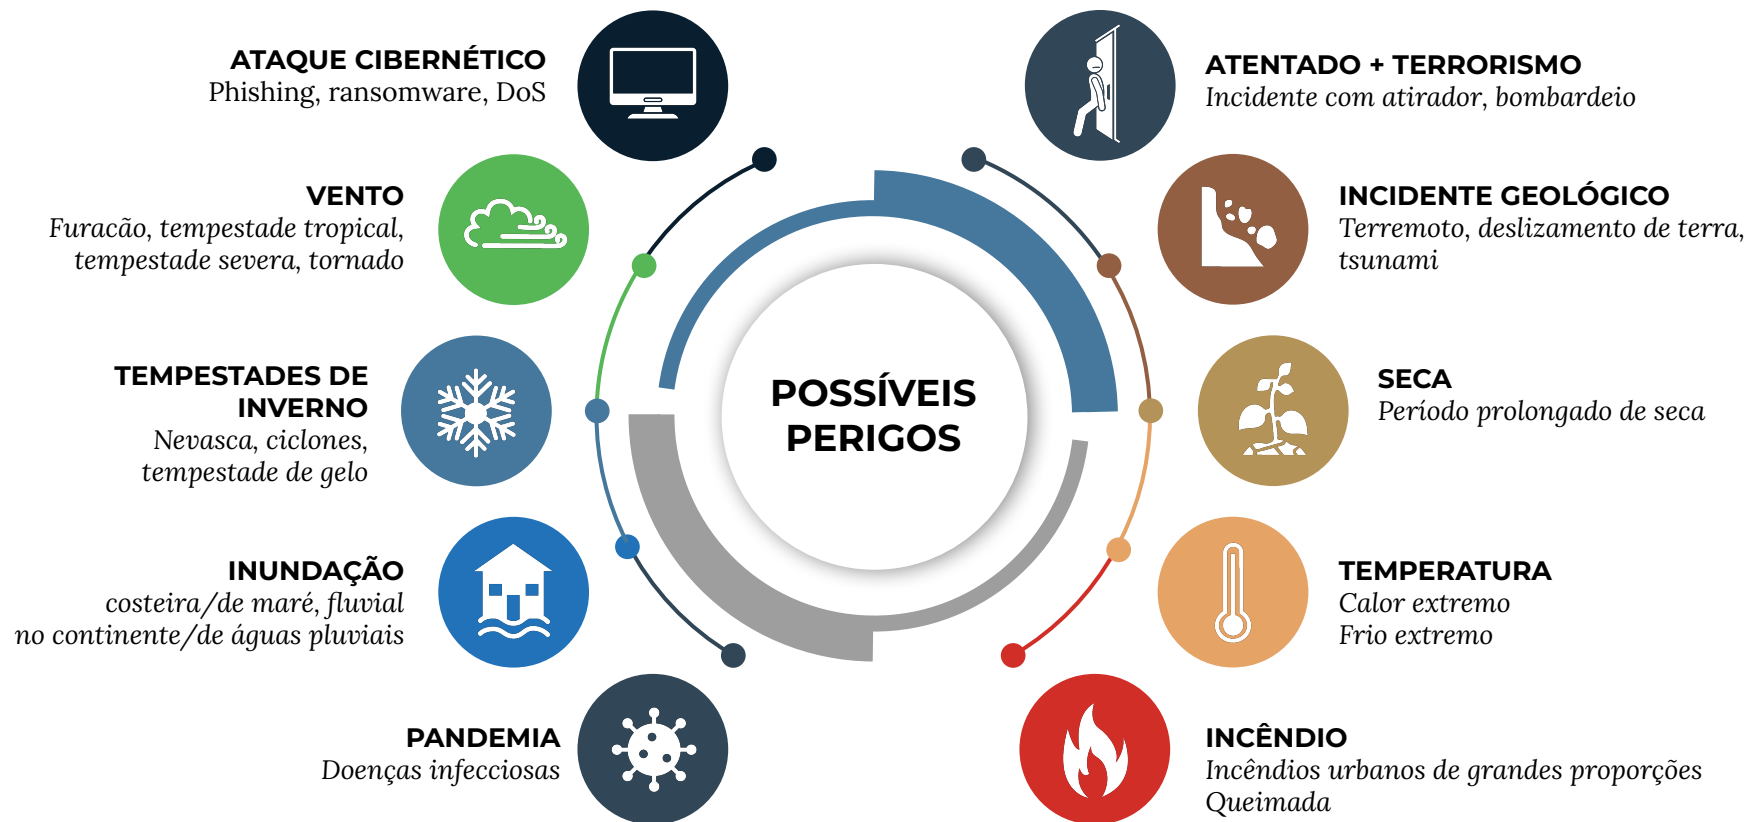 ATAQUE CIBERNÉTICO
Phishing, ransomware, DoS
VENTO
Furacão, tempestade tropical,
tempestade severa, tornado
TEMPESTADES DE
INVERNO
Nevasca, ciclones,
tempestade de gelo
INUNDAÇÃO
costeira/de maré, fluvial
no continente/de águas pluviais
PANDEMIA
Doenças infecciosas
POSSÍVEIS
PERIGOS
ATENTADO + TERRORISMO
Incidente com atirador, bombardeio
INCIDENTE GEOLÓGICO
Terremoto, deslizamento de terra,
tsunami
SECA
Período prolongado de seca
TEMPERATURA
Calor extremo
Frio extremo
INCÊNDIO
Incêndios urbanos de grandes proporções
Queimada